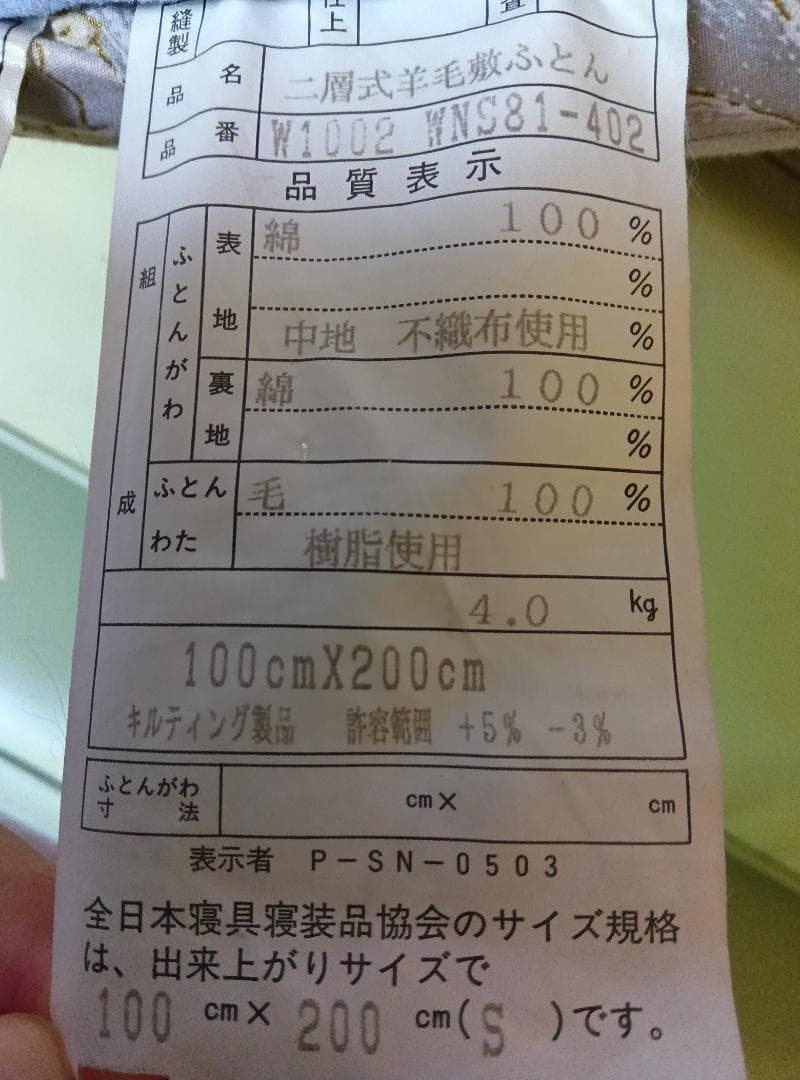 縫製 仕上
品名 二層式羊毛敷ふとん
品番 W1002 WNS81-402
品質表示
組成 ふとんがわ 表地 綿 100 %
%
中地 不織布使用 %
裏地 綿 100 %
%
ふとんわた 毛 100 %
樹脂使用
4.0 kg
100cmX200cm
キルティング製品 許容範囲 +5% -3%
ふとんがわ寸法 cm× cm
表示者 P-SN-0503
全日本寝具寝装品協会のサイズ規格
は、出来上がりサイズで
100 cm× 200 cm(S )です。